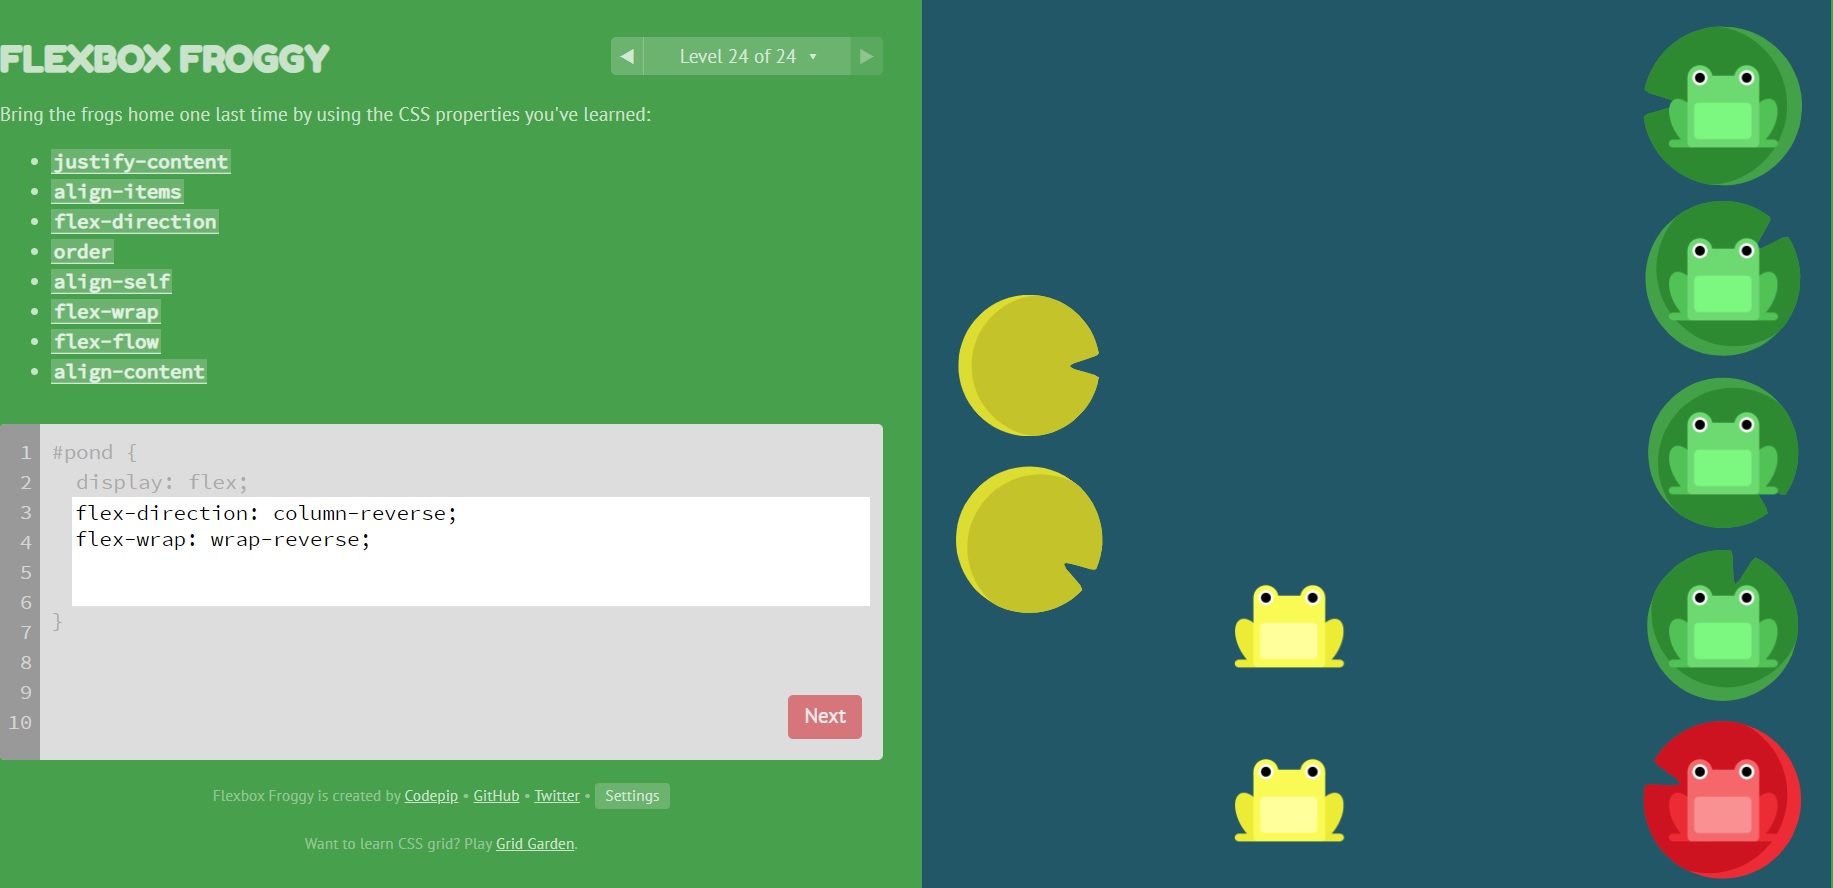 FLEXBOX FROGGY
◀ Level 24 of 24 ▾ ▶
Bring the frogs home one last time by using the CSS properties you've learned:
• justify-content
• align-items
• flex-direction
• order
• align-self
• flex-wrap
• flex-flow
• align-content
1 #pond {
2 display: flex;
3 flex-direction: column-reverse;
4 flex-wrap: wrap-reverse;
5
6
7 }
8
9
10
Next
Flexbox Froggy is created by Codepip • GitHub • Twitter • Settings
Want to learn CSS grid? Play Grid Garden.